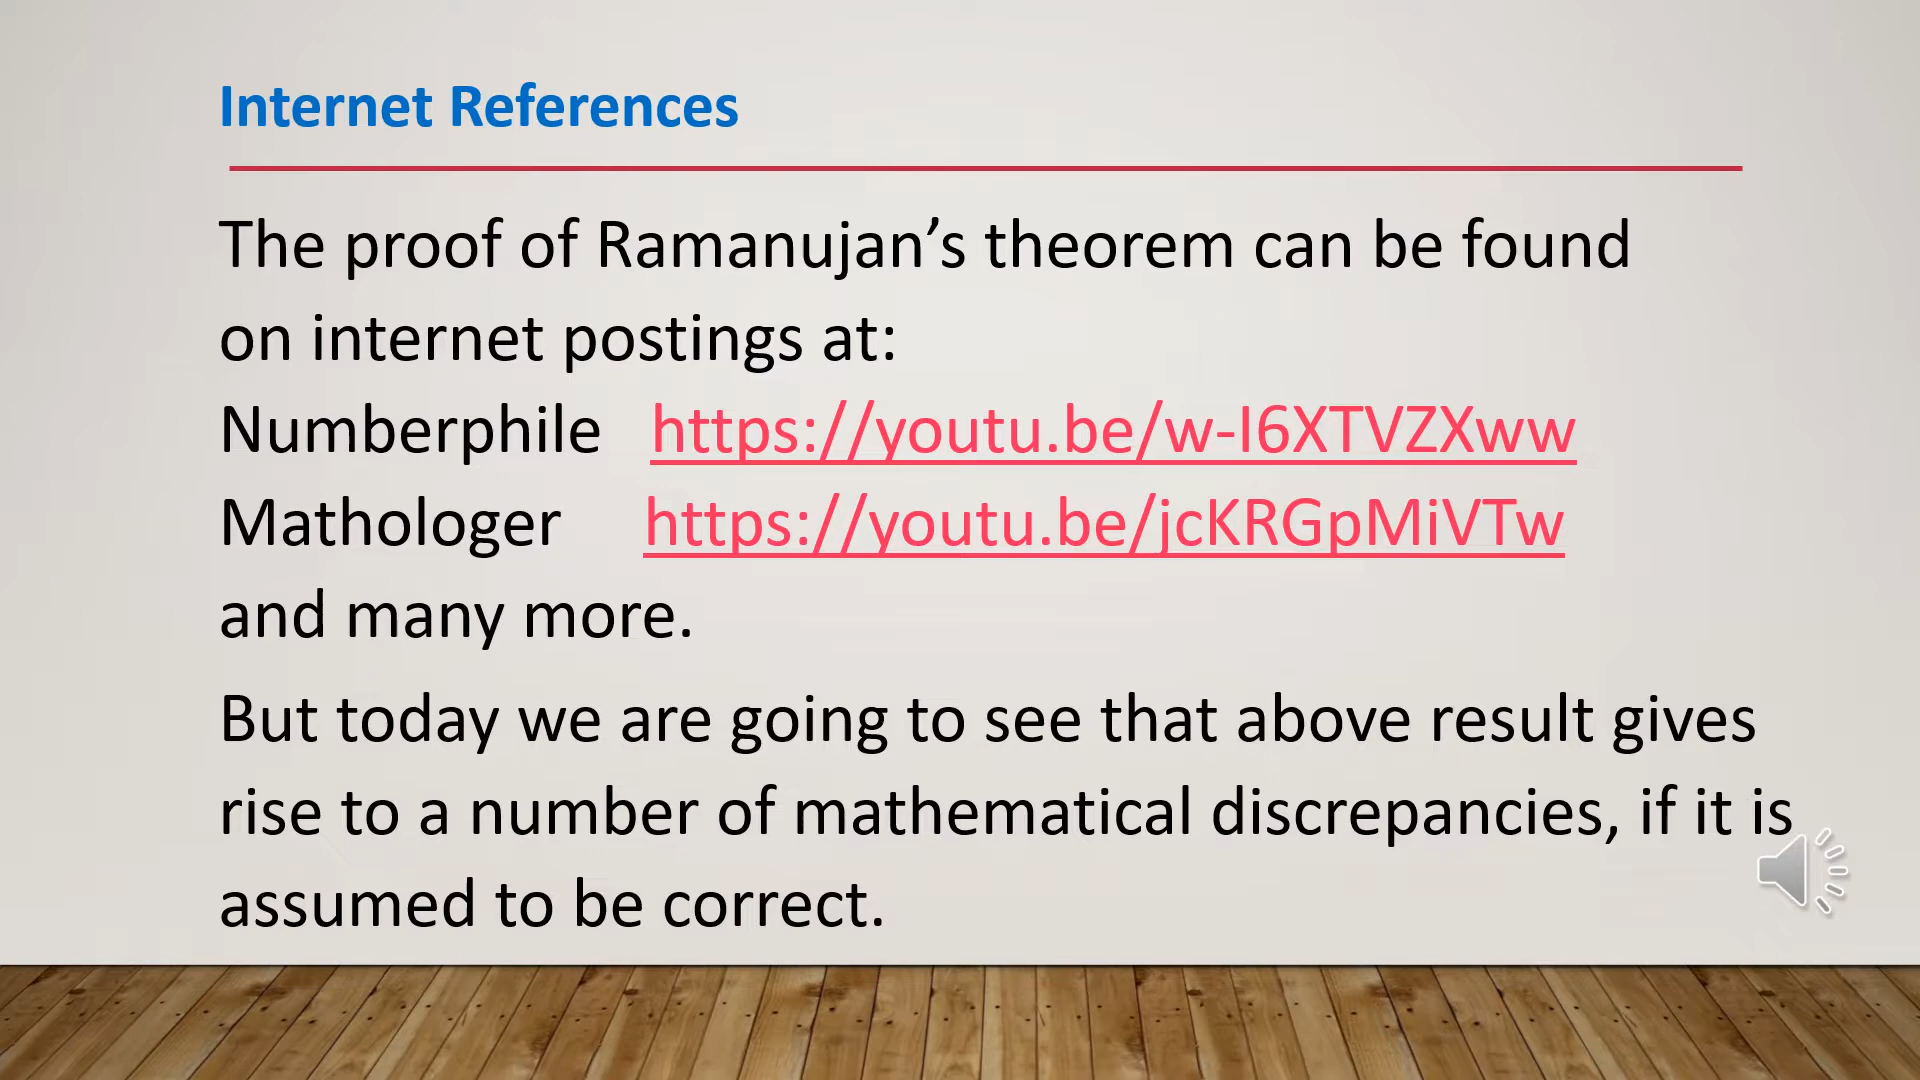 Internet References
The proof of Ramanujan’s theorem can be found
on internet postings at:
Numberphile https://youtu.be/w-I6XTVZXww
Mathologer https://youtu.be/jcKRGpMiVTw
and many more.
But today we are going to see that above result gives
rise to a number of mathematical discrepancies, if it is
assumed to be correct.